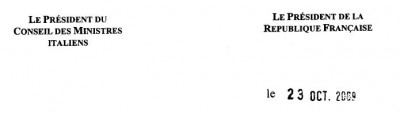 LE PRÉSIDENT DU
CONSEIL DES MINISTRES
ITALIENS
LE PRÉSIDENT DE LA
REPUBLIQUE FRANÇAISE
le 23 OCT. 2009